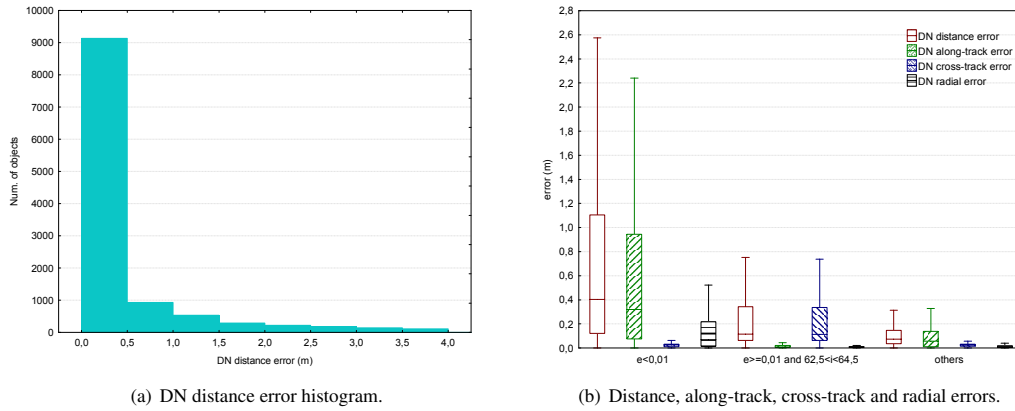 10000
9000
8000
7000
6000
5000
4000
3000
2000
1000
0
Num. of objects
0,0
0,5
1,0
1,5
2,0
2,5
3,0
3,5
4,0
DN distance error (m)
(a) DN distance error histogram.
2,8
2,6
2,4
2,2
2,0
1,8
1,6
1,4
1,2
1,0
0,8
0,6
0,4
0,2
0,0
error (m)
DN distance error
DN along-track error
DN cross-track error
DN radial error
e<0,01
e>=0,01 and 62,5<i<64,5
others
(b) Distance, along-track, cross-track and radial errors.